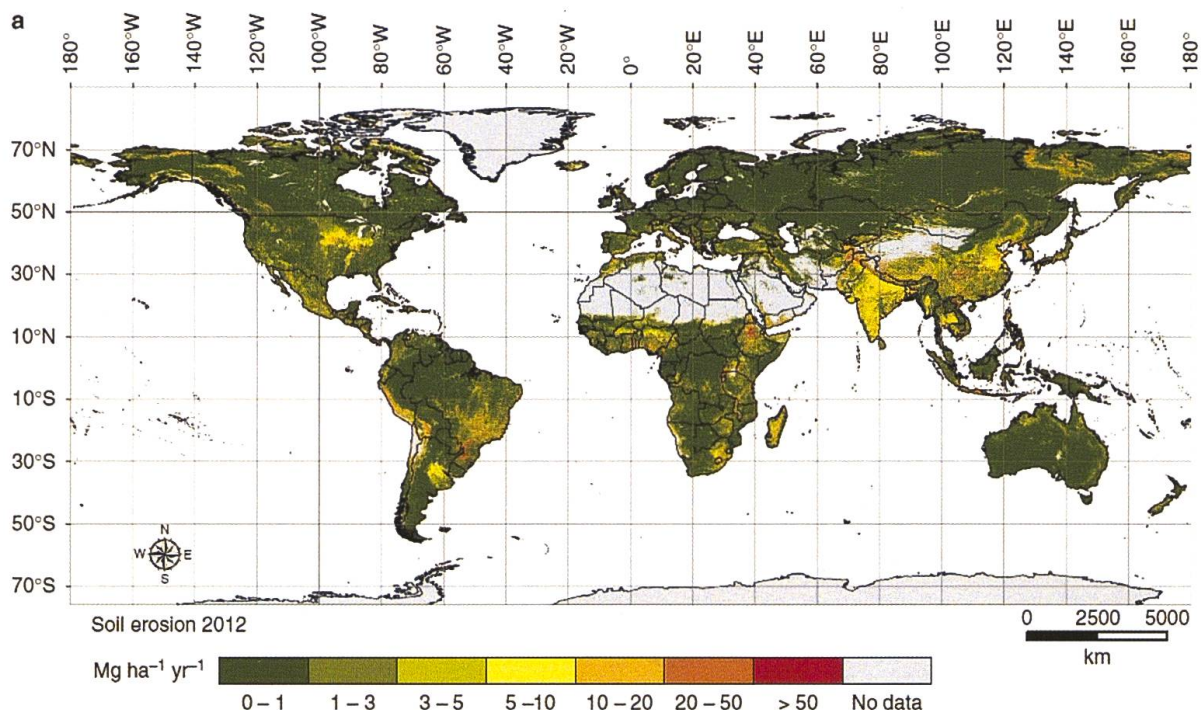 a
180° 160°W 140°W 120°W 100°W 80°W 60°W 40°W 20°W 0° 20°E 40°E 60°E 80°E 100°E 120°E 140°E 160°E 180°
70°N
50°N
30°N
10°N
10°S
30°S
50°S
70°S
N
W E
S
Soil erosion 2012
0 2500 5000
km
Mg ha⁻¹ yr⁻¹
0 – 1 1 – 3 3 – 5 5 –10 10 – 20 20 – 50 > 50 No data